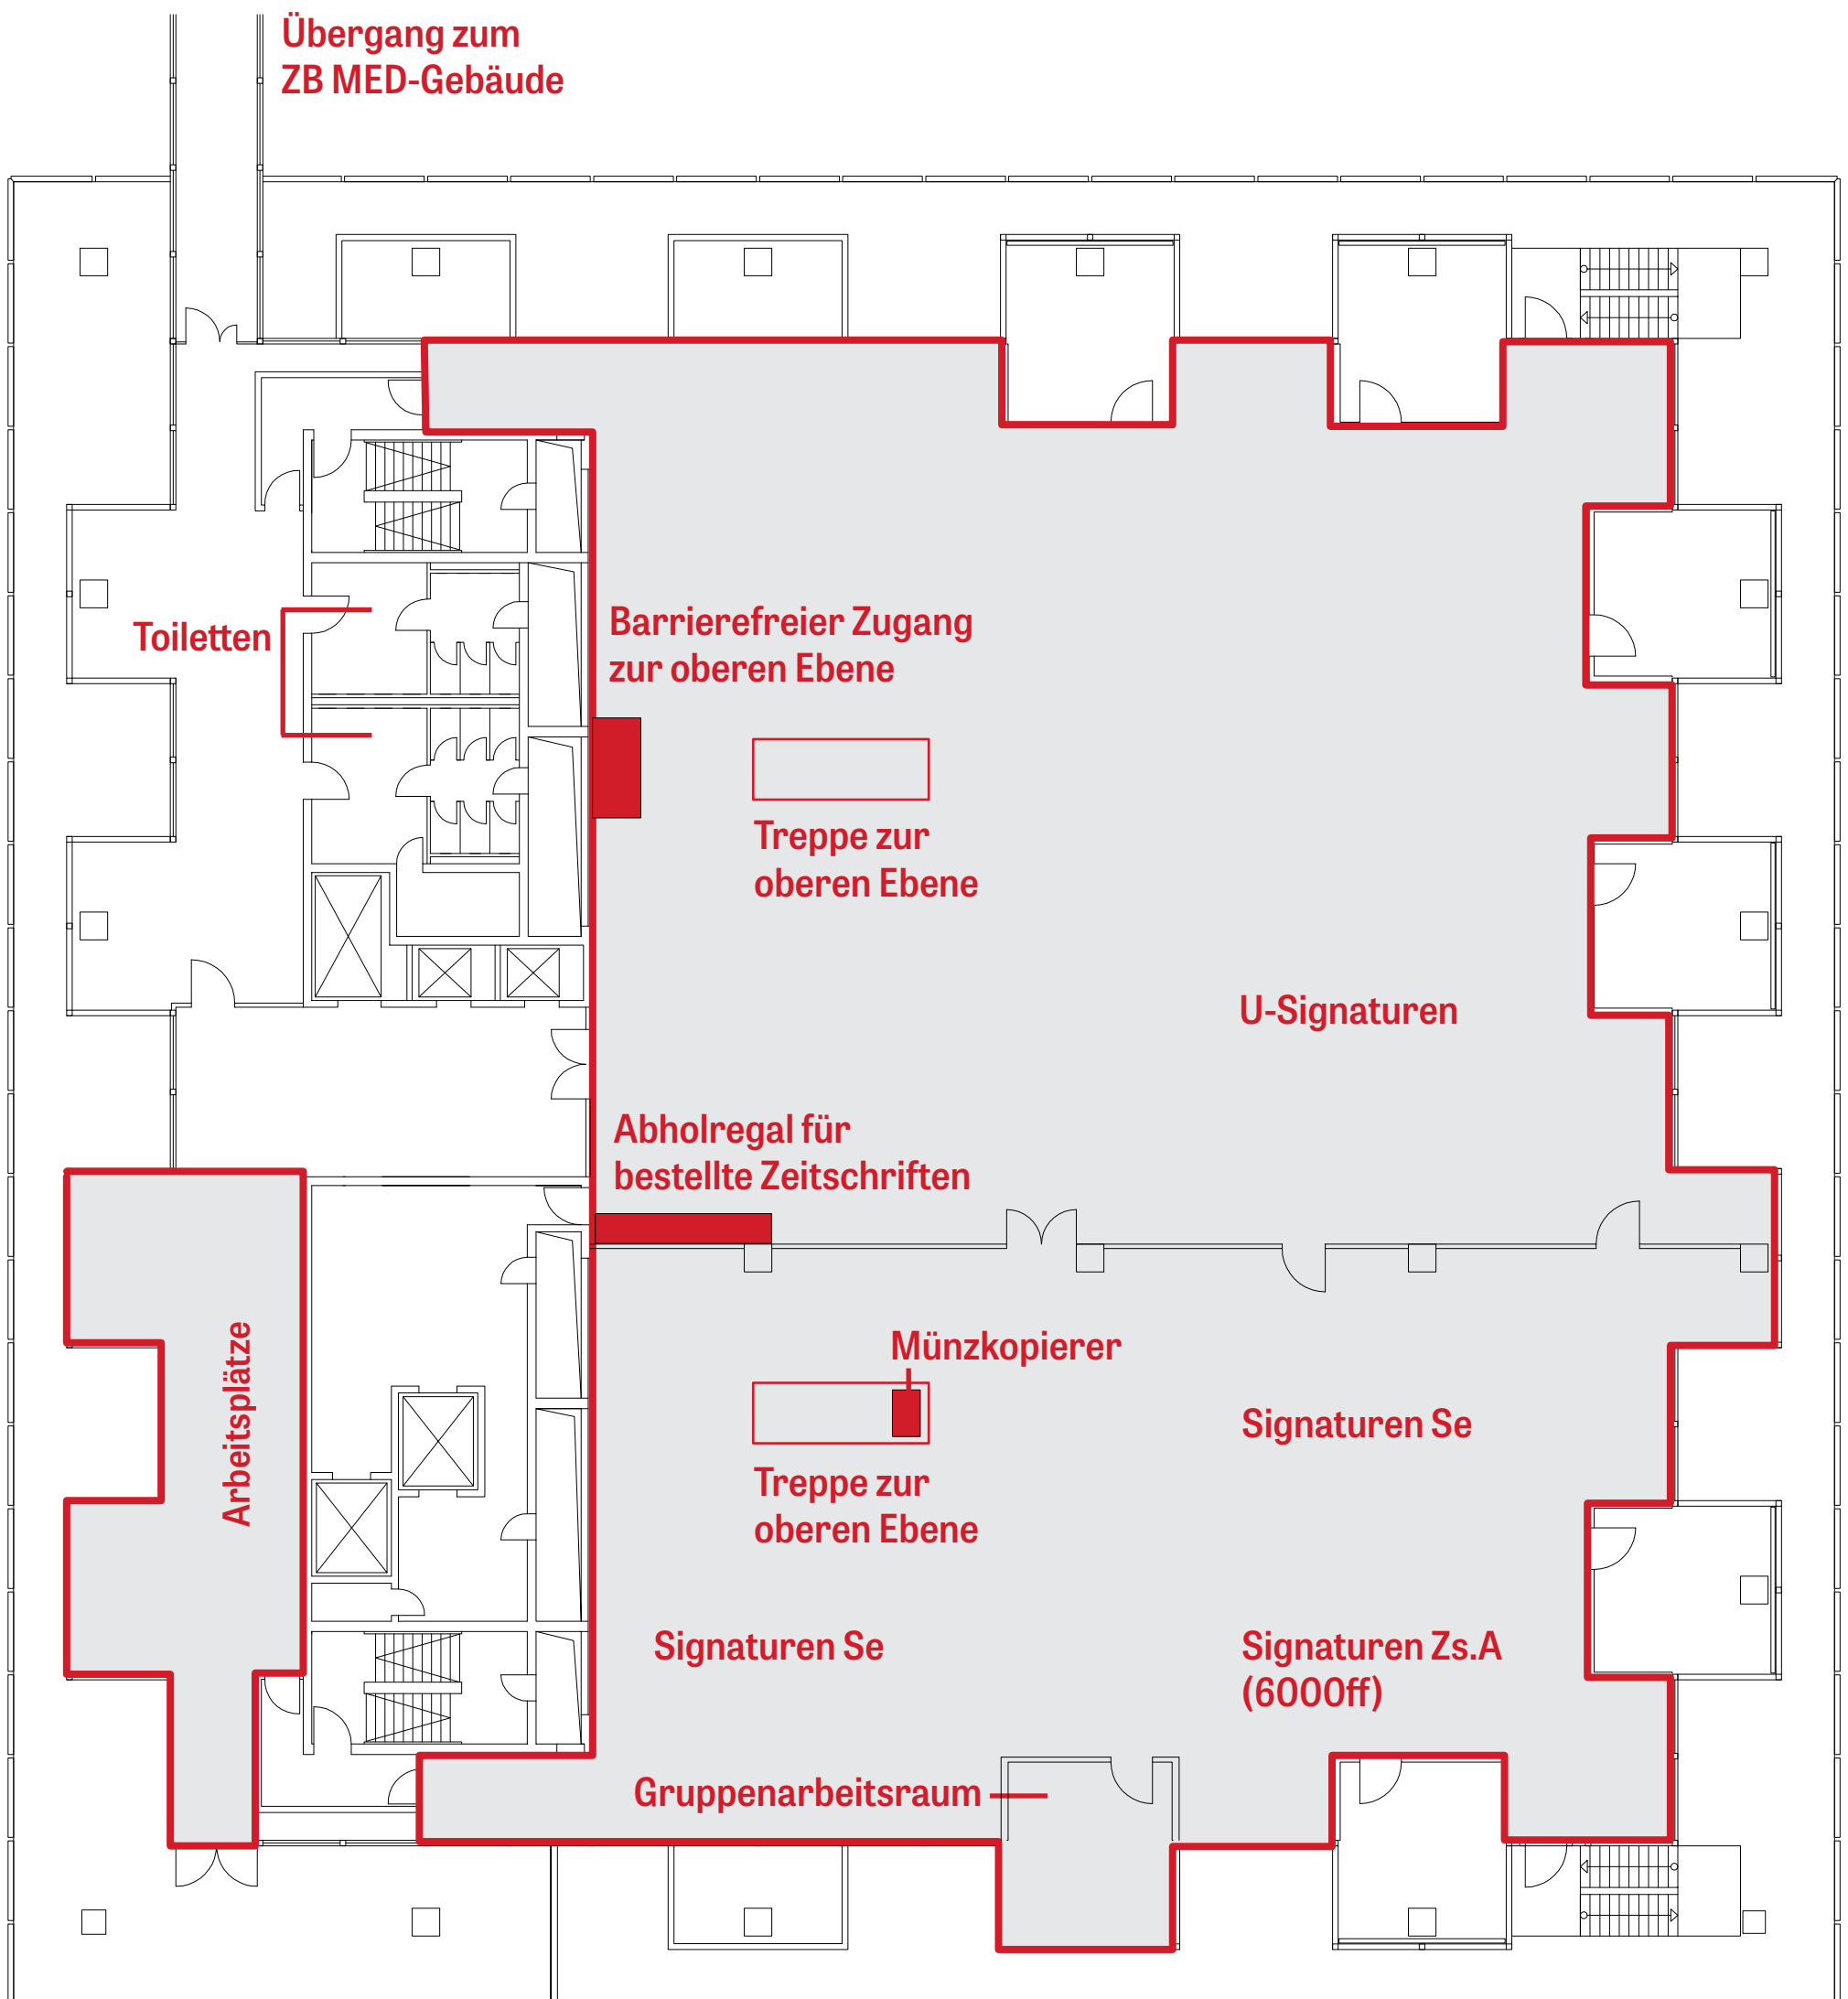 Übergang zum
ZB MED-Gebäude
Toiletten
Barrierefreier Zugang
zur oberen Ebene
Treppe zur
oberen Ebene
U-Signaturen
Abholregal für
bestellte Zeitschriften
Arbeitsplätze
Münzkopierer
Treppe zur
oberen Ebene
Signaturen Se
Signaturen Se
Signaturen Zs.A
(6000ff)
Gruppenarbeitsraum